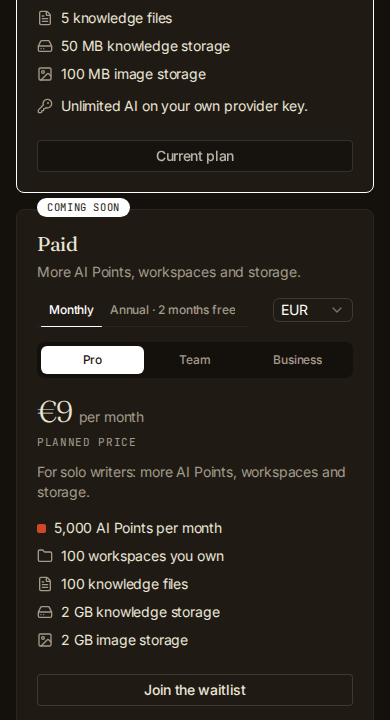 5 knowledge files
50 MB knowledge storage
100 MB image storage
Unlimited AI on your own provider key.
Current plan
COMING SOON
Paid
More AI Points, workspaces and storage.
Monthly
Annual · 2 months free
EUR
Pro
Team
Business
€9 per month
PLANNED PRICE
For solo writers: more AI Points, workspaces and
storage.
5,000 AI Points per month
100 workspaces you own
100 knowledge files
2 GB knowledge storage
2 GB image storage
Join the waitlist